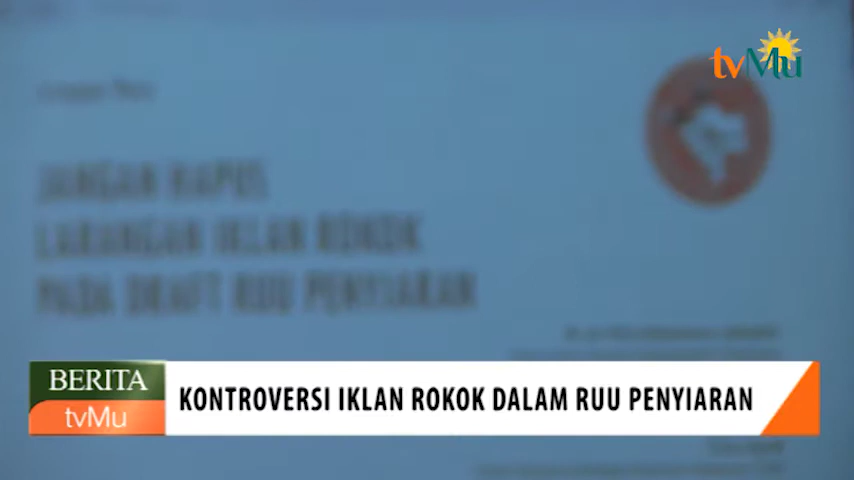 tvMu
JANGAN HAPUS
LARANGAN IKLAN ROKOK
PADA DRAFT RUU PENYIARAN
BERITA
tvMu
KONTROVERSI IKLAN ROKOK DALAM RUU PENYIARAN